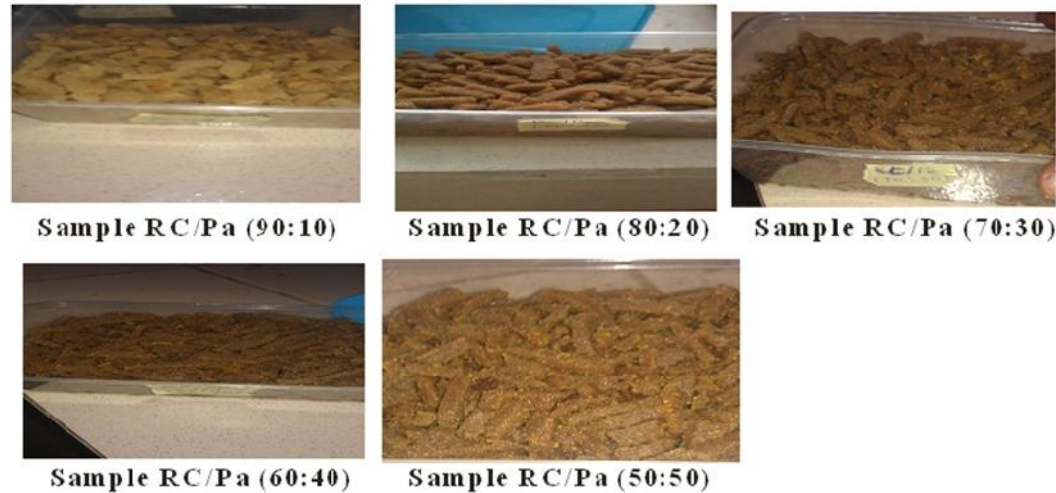 Sample RC/Pa (90:10)
Sample RC/Pa (80:20)
Sample RC/Pa (70:30)
Sample RC/Pa (60:40)
Sample RC/Pa (50:50)